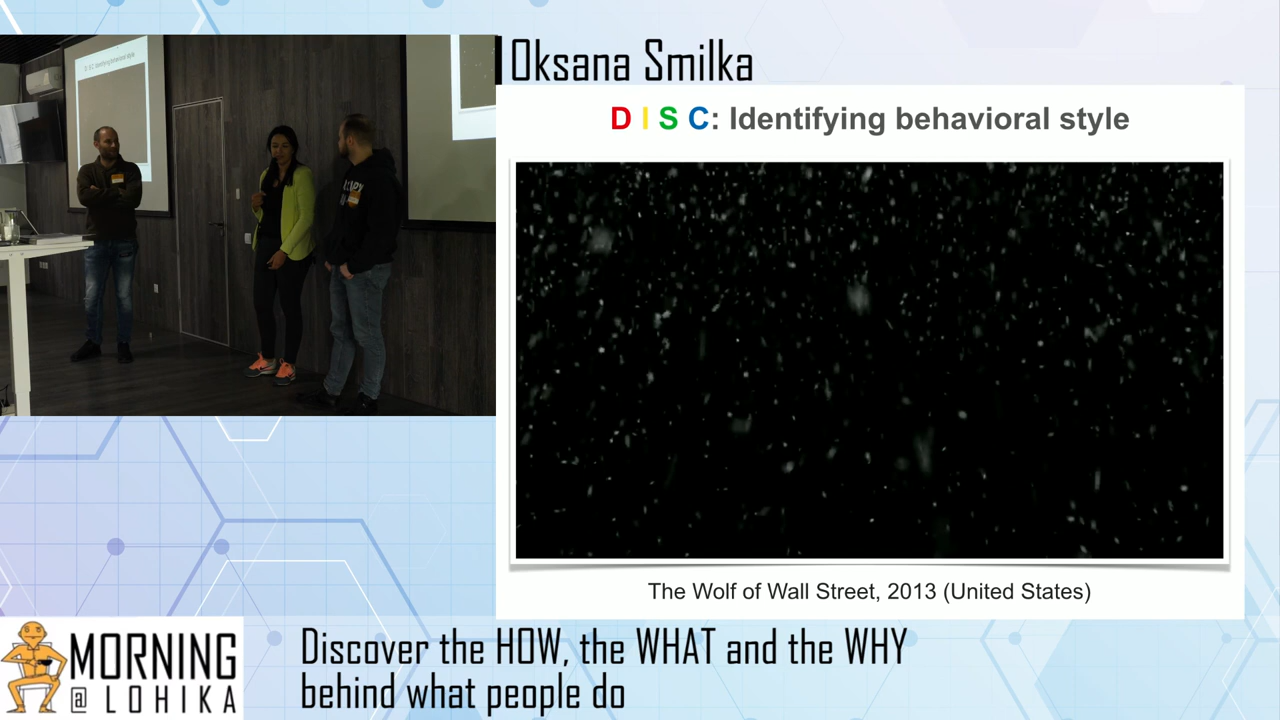 Oksana Smilka
D I S C: Identifying behavioral style
The Wolf of Wall Street, 2013 (United States)
Discover the HOW, the WHAT and the WHY
behind what people do
MORNING
@ LOHIKA